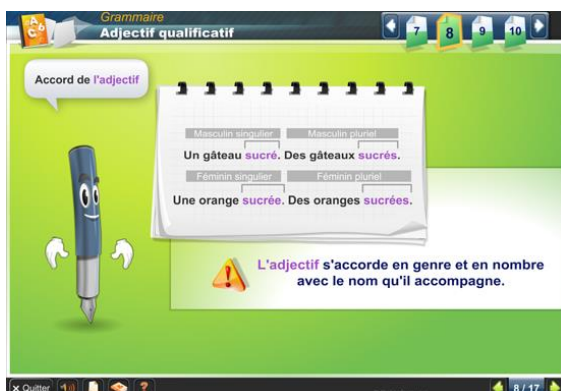 Grammaire
Adjectif qualificatif
7 8 9 10
Accord de l'adjectif
Masculin singulier Masculin pluriel
Un gâteau sucré. Des gâteaux sucrés.
Féminin singulier Féminin pluriel
Une orange sucrée. Des oranges sucrées.
L'adjectif s'accorde en genre et en nombre
avec le nom qu'il accompagne.
× Quitter ? 8/17